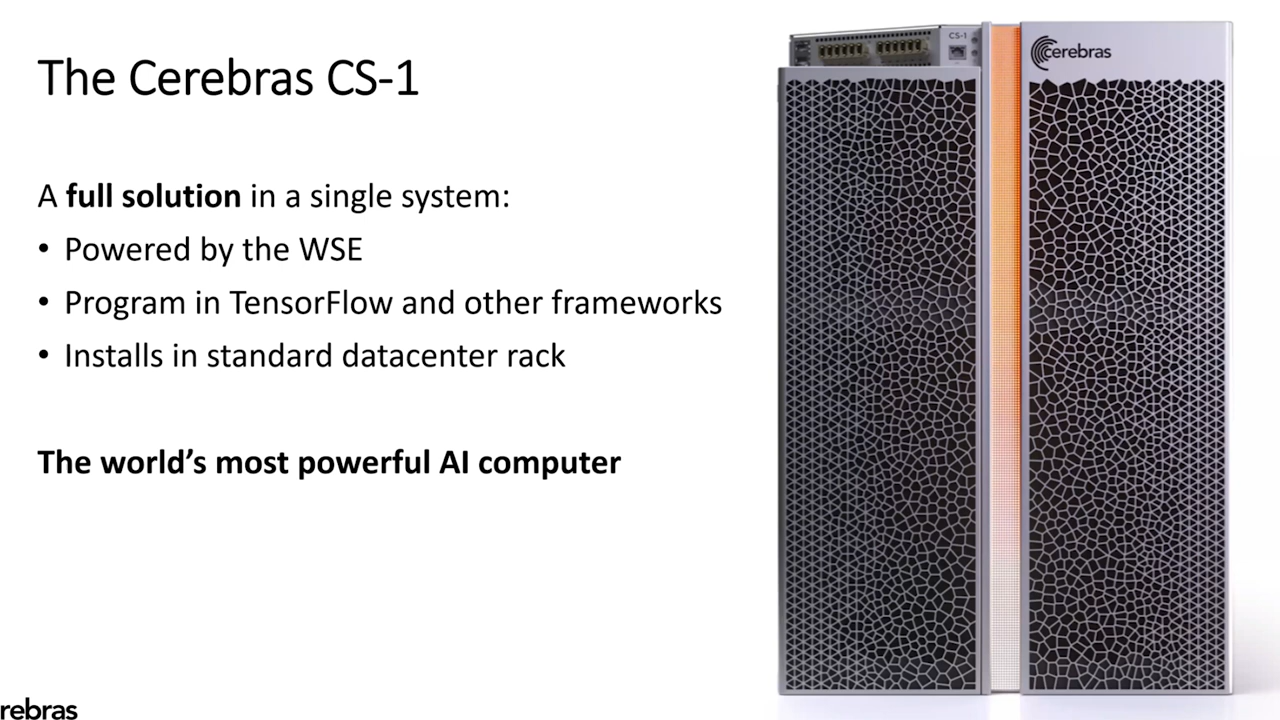 The Cerebras CS-1
A full solution in a single system:
• Powered by the WSE
• Program in TensorFlow and other frameworks
• Installs in standard datacenter rack
The world’s most powerful AI computer
CS-1
cerebras
rebras